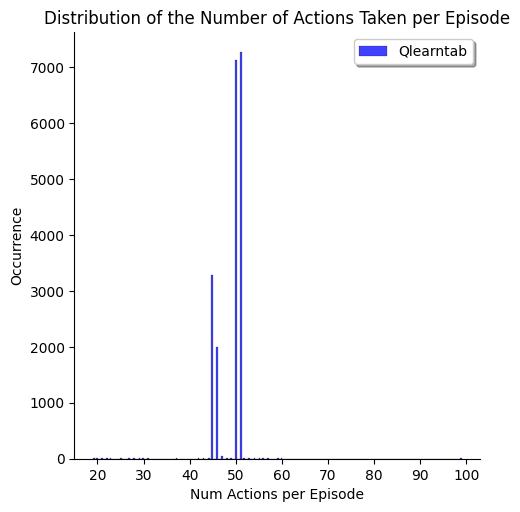 Distribution of the Number of Actions Taken per Episode
Qlearntab
7000
6000
5000
4000
3000
2000
1000
0
Occurrence
20 30 40 50 60 70 80 90 100
Num Actions per Episode